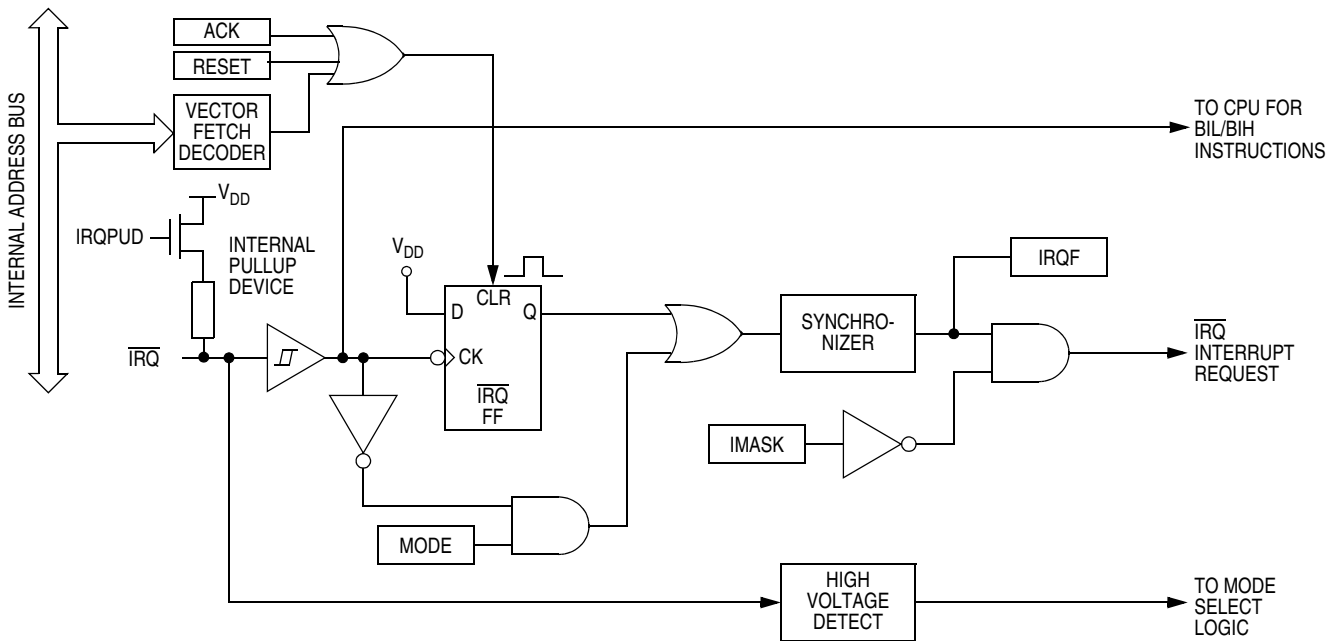 INTERNAL ADDRESS BUS
ACK
RESET
VECTOR
FETCH
DECODER
TO CPU FOR
BIL/BIH
INSTRUCTIONS
VDD
IRQPUD
INTERNAL
PULLUP
DEVICE
VDD
CLR
D
Q
CK
IRQ
FF
IRQ
SYNCHRO-
NIZER
IRQF
IRQ
INTERRUPT
REQUEST
IMASK
MODE
HIGH
VOLTAGE
DETECT
TO MODE
SELECT
LOGIC